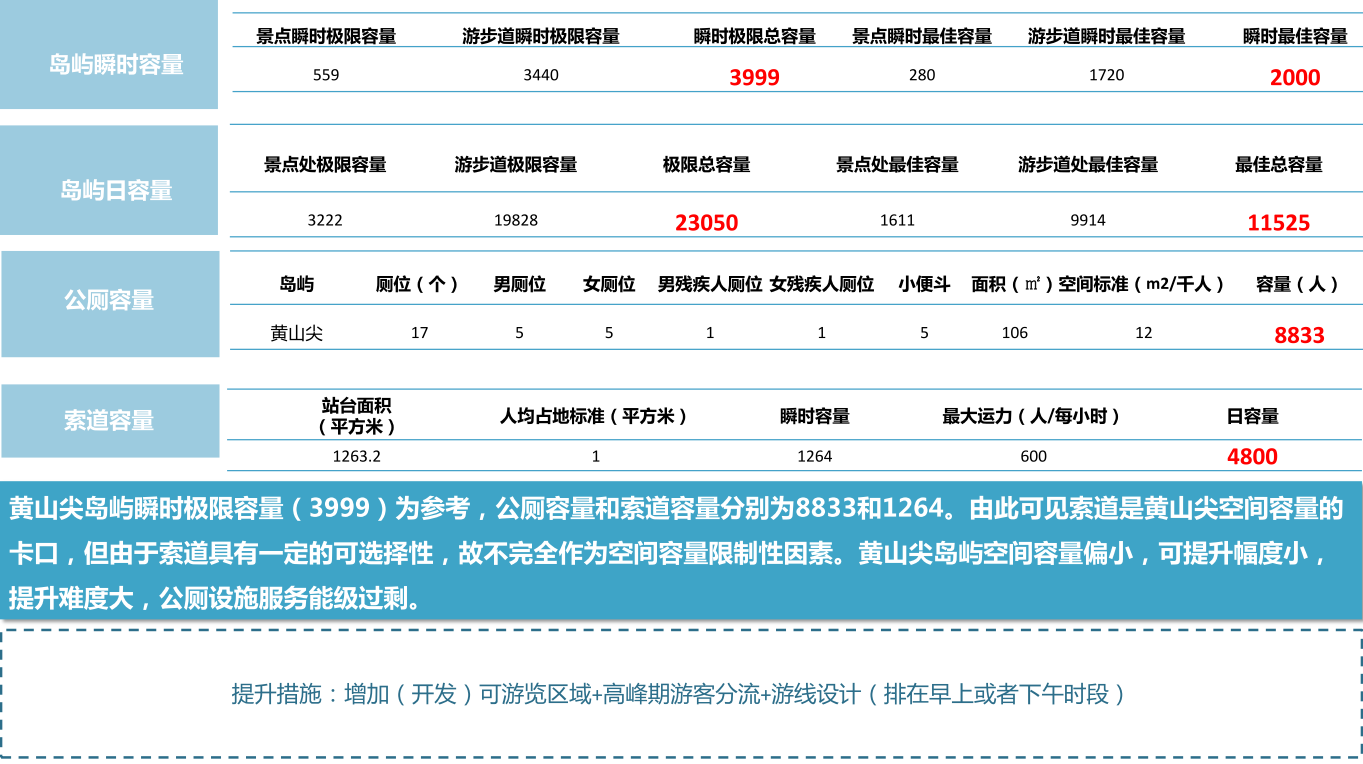 岛屿瞬时容量
景点瞬时极限容量 游步道瞬时极限容量 瞬时极限总容量 景点瞬时最佳容量 游步道瞬时最佳容量 瞬时最佳容量
559 3440 3999 280 1720 2000
岛屿日容量
景点处极限容量 游步道极限容量 极限总容量 景点处最佳容量 游步道处最佳容量 最佳总容量
3222 19828 23050 1611 9914 11525
公厕容量
岛屿 厕位（个） 男厕位 女厕位 男残疾人厕位 女残疾人厕位 小便斗 面积（㎡） 空间标准（m2/千人） 容量（人）
黄山尖 17 5 5 1 1 5 106 12 8833
索道容量
站台面积
（平方米） 人均占地标准（平方米） 瞬时容量 最大运力（人/每小时） 日容量
1263.2 1 1264 600 4800
黄山尖岛屿瞬时极限容量（3999）为参考，公厕容量和索道容量分别为8833和1264。由此可见索道是黄山尖空间容量的
卡口，但由于索道具有一定的可选择性，故不完全作为空间容量限制性因素。黄山尖岛屿空间容量偏小，可提升幅度小，
提升难度大，公厕设施服务能级过剩。
提升措施：增加（开发）可游览区域+高峰期游客分流+游线设计（排在早上或者下午时段）